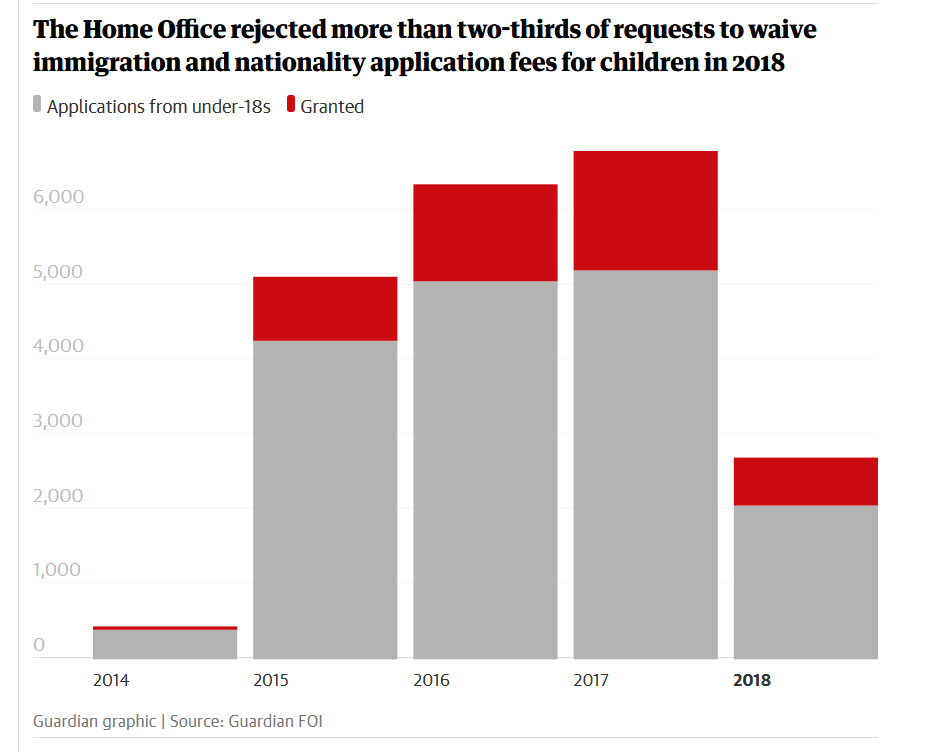 The Home Office rejected more than two-thirds of requests to waive
immigration and nationality application fees for children in 2018
Applications from under-18s Granted
6,000
5,000
4,000
3,000
2,000
1,000
0
2014 2015 2016 2017 2018
Guardian graphic | Source: Guardian FOI